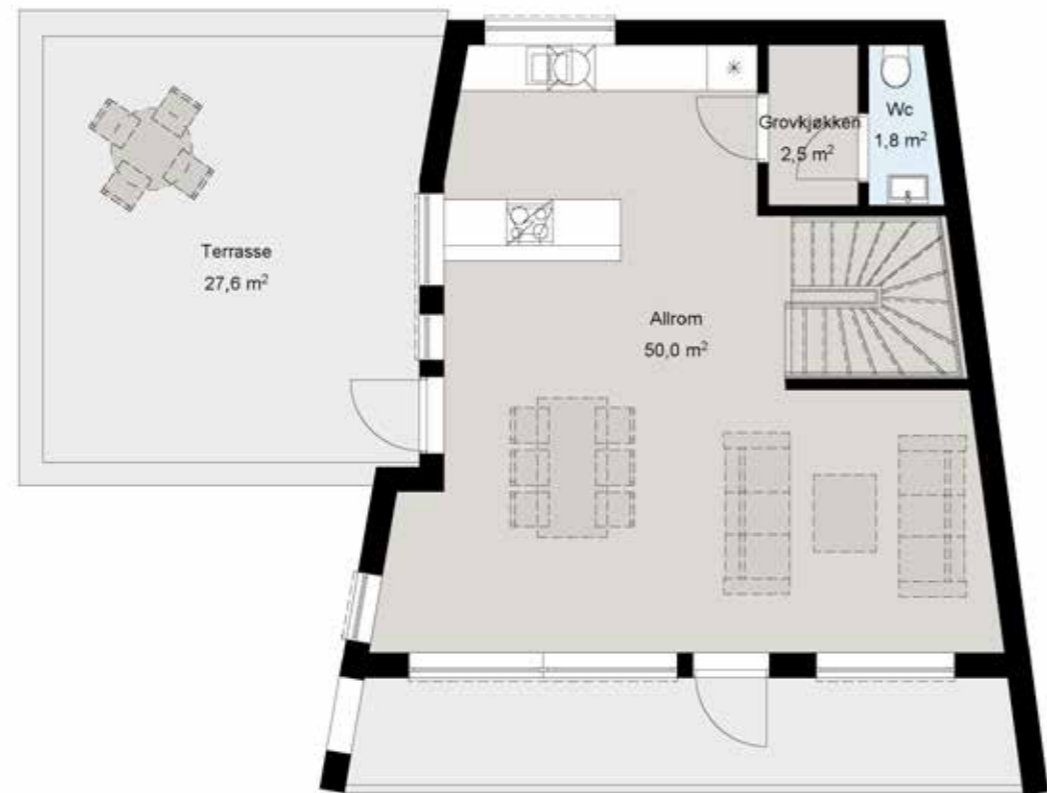 Wc
1,8 m²
Grovkjøkken
2,5 m²
Terrasse
27,6 m²
Allrom
50,0 m²